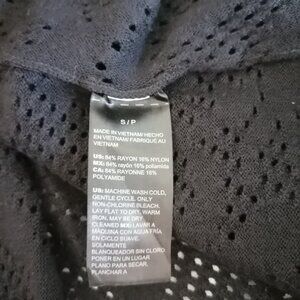 S/P
MADE IN VIETNAM/ HECHO
EN VIETNAM/ FABRIQUE AU
VIETNAM
US: 84% RAYON 16% NYLON
MX: 84% rayón 16% poliamida
CA: 84% RAYONNE 16%
POLYAMIDE
US: MACHINE WASH COLD,
GENTLE CYCLE. ONLY
NON-CHLORINE BLEACH.
LAY FLAT TO DRY, WARM
IRON, MAY BE DRY
CLEANED MX: LAVAR A
MAQUINA CON AGUA FRIA
EN CICLO SUAVE.
SOLAMENTE
BLANQUEADOR SIN CLORO
PONER EN UN LUGAR PLANO
PARA SECAR,
PLANCHAR A